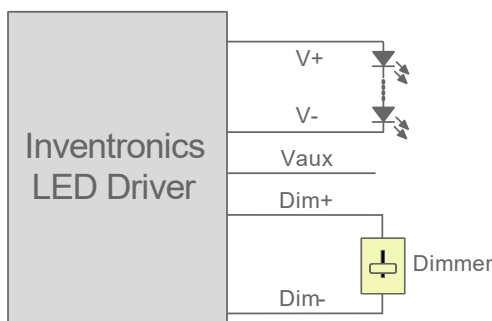 Inventronics
LED Driver
V+
V-
Vaux
Dim+
Dimmer
Dim-